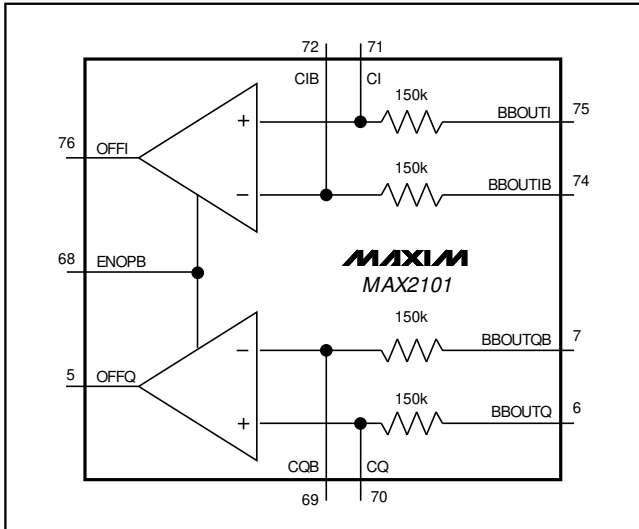 72 71
CIB CI
150k
BBOUTI 75
+
76 OFFI
150k
−
BBOUTIB 74
68 ENOPB
MAXIM
MAX2101
150k
7
BBOUTQB
−
5 OFFQ
150k
6
BBOUTQ
+
CQB CQ
69 70